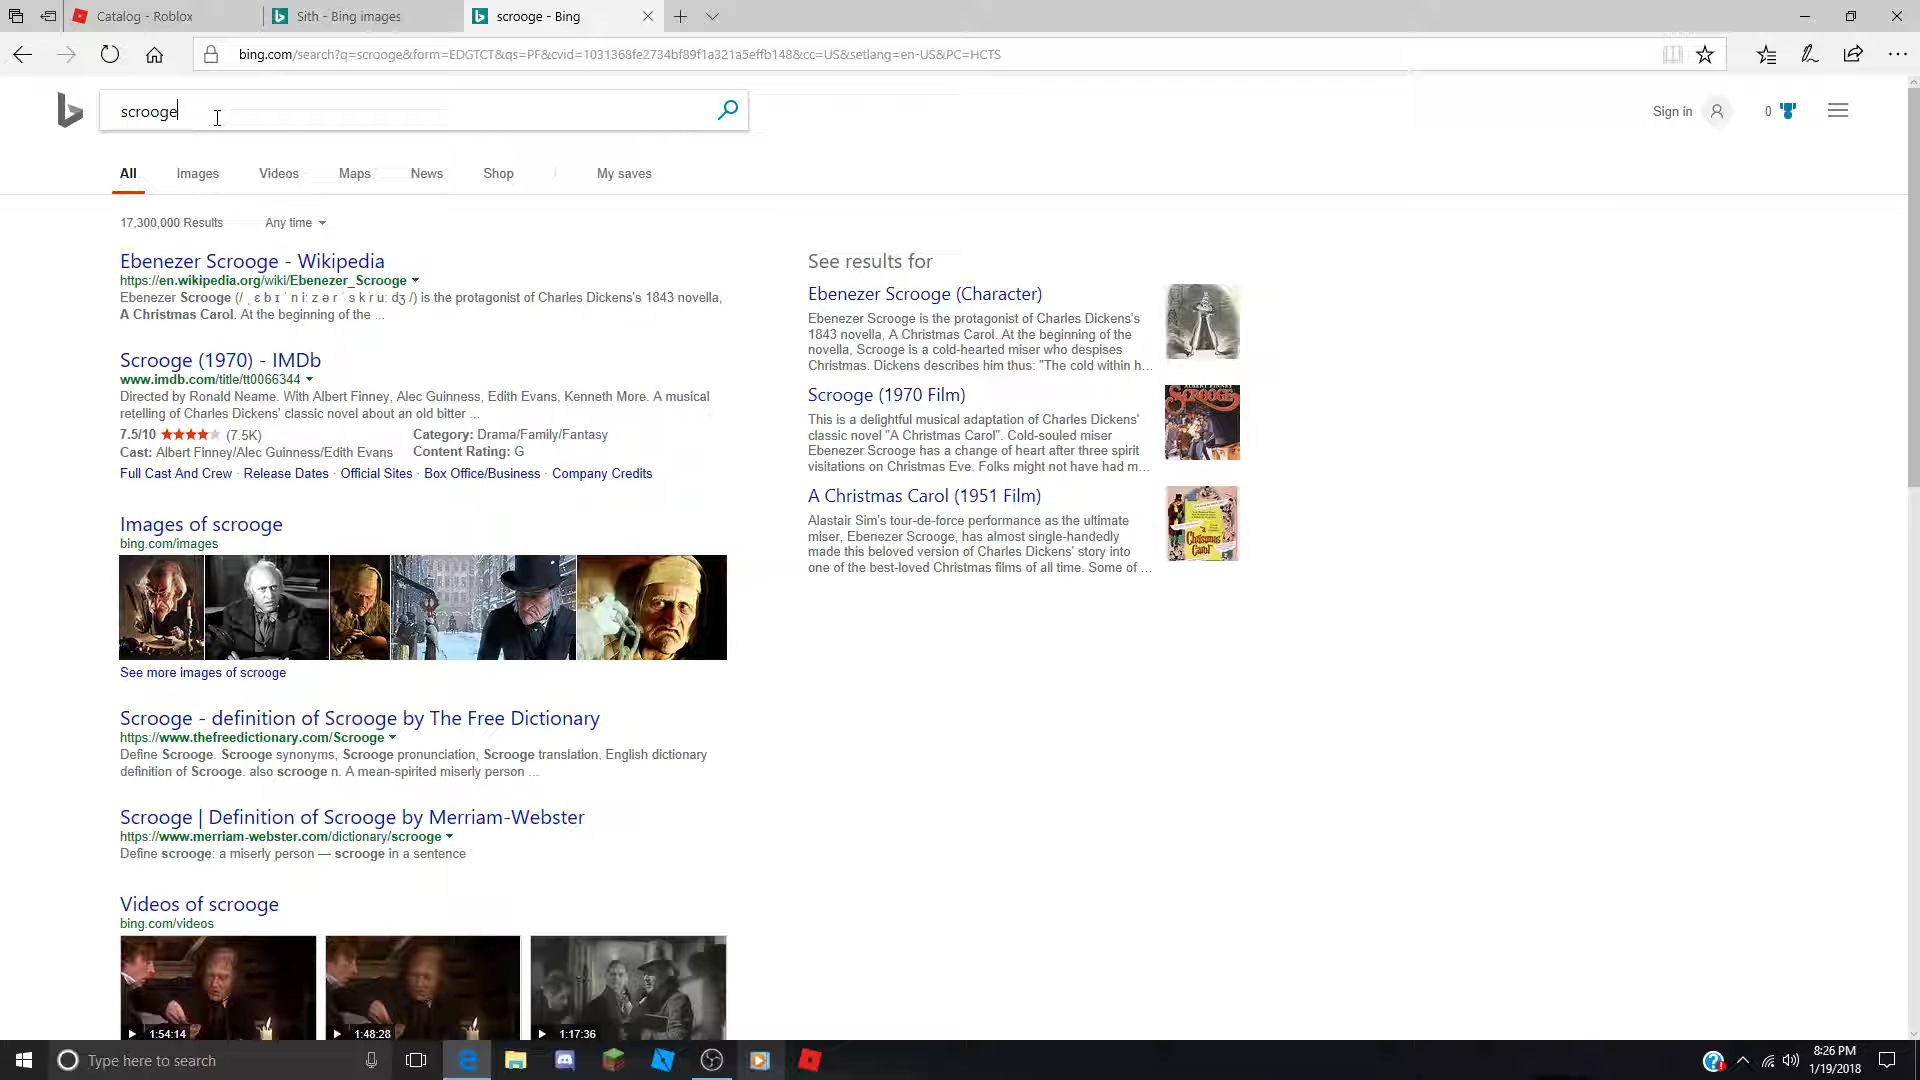 Catalog - Roblox
Sith - Bing images
scrooge - Bing
bing.com/search?q=scrooge&form=EDGTCT&qs=PF&cvid=1031368fe2734bf89f1a321a5effb148&cc=US&setlang=en-US&PC=HCTS
scrooge
Sign in
0
All Images Videos Maps News Shop | My saves
17,300,000 Results Any time
Ebenezer Scrooge - Wikipedia
https://en.wikipedia.org/wiki/Ebenezer_Scrooge
Ebenezer Scrooge (/ ˌ ɛ b ɪ ˈ n iː z ər ˈ s k r uː dʒ /) is the protagonist of Charles Dickens's 1843 novella,
A Christmas Carol. At the beginning of the ...
Scrooge (1970) - IMDb
www.imdb.com/title/tt0066344
Directed by Ronald Neame. With Albert Finney, Alec Guinness, Edith Evans, Kenneth More. A musical
retelling of Charles Dickens' classic novel about an old bitter ...
7.5/10 (7.5K) Category: Drama/Family/Fantasy
Cast: Albert Finney/Alec Guinness/Edith Evans Content Rating: G
Full Cast And Crew · Release Dates · Official Sites · Box Office/Business · Company Credits
Images of scrooge
bing.com/images
See more images of scrooge
Scrooge - definition of Scrooge by The Free Dictionary
https://www.thefreedictionary.com/Scrooge
Define Scrooge. Scrooge synonyms, Scrooge pronunciation, Scrooge translation, English dictionary
definition of Scrooge. also scrooge n. A mean-spirited miserly person ...
Scrooge | Definition of Scrooge by Merriam-Webster
https://www.merriam-webster.com/dictionary/scrooge
Define scrooge: a miserly person — scrooge in a sentence
Videos of scrooge
bing.com/videos
1:54:14
1:48:28
1:17:36
See results for
Ebenezer Scrooge (Character)
Ebenezer Scrooge is the protagonist of Charles Dickens's
1843 novella, A Christmas Carol. At the beginning of the
novella, Scrooge is a cold-hearted miser who despises
Christmas. Dickens describes him thus: "The cold within h...
Scrooge (1970 Film)
This is a delightful musical adaptation of Charles Dickens'
classic novel "A Christmas Carol". Cold-souled miser
Ebenezer Scrooge has a change of heart after three spirit
visitations on Christmas Eve. Folks might not have had m...
SCROOGE
A Christmas Carol (1951 Film)
Alastair Sim's tour-de-force performance as the ultimate
miser, Ebenezer Scrooge, has almost single-handedly
made this beloved version of Charles Dickens' story into
one of the best-loved Christmas films of all time. Some of ...
Christmas
Carol
Type here to search
8:26 PM
1/19/2018